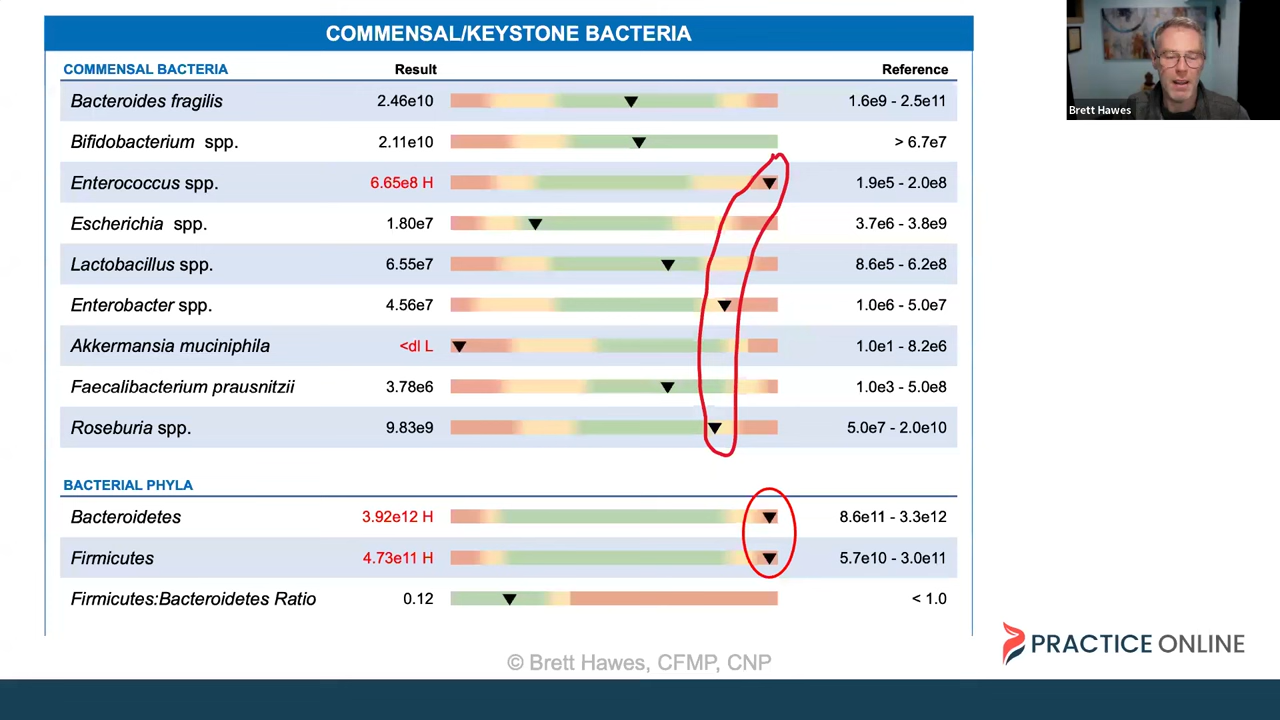 COMMENSAL/KEYSTONE BACTERIA
COMMENSAL BACTERIA Result Reference
Bacteroides fragilis 2.46e10 1.6e9 - 2.5e11
Bifidobacterium spp. 2.11e10 > 6.7e7
Enterococcus spp. 6.65e8 H 1.9e5 - 2.0e8
Escherichia spp. 1.80e7 3.7e6 - 3.8e9
Lactobacillus spp. 6.55e7 8.6e5 - 6.2e8
Enterobacter spp. 4.56e7 1.0e6 - 5.0e7
Akkermansia muciniphila <dl L 1.0e1 - 8.2e6
Faecalibacterium prausnitzii 3.78e6 1.0e3 - 5.0e8
Roseburia spp. 9.83e9 5.0e7 - 2.0e10
BACTERIAL PHYLA
Bacteroidetes 3.92e12 H 8.6e11 - 3.3e12
Firmicutes 4.73e11 H 5.7e10 - 3.0e11
Firmicutes:Bacteroidetes Ratio 0.12 < 1.0
© Brett Hawes, CFMP, CNP
Brett Hawes
PRACTICE ONLINE